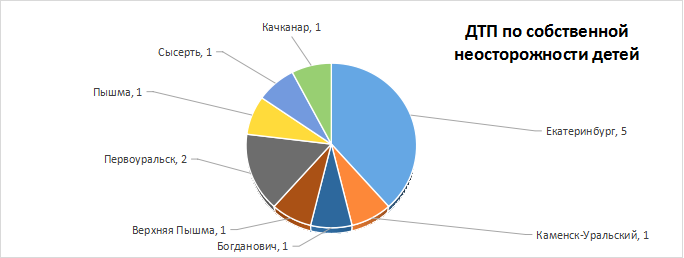 ДТП по собственной
неосторожности детей
Качканар, 1
Сысерть, 1
Пышма, 1
Екатеринбург, 5
Первоуральск, 2
Верхняя Пышма, 1
Каменск-Уральский, 1
Богданович, 1